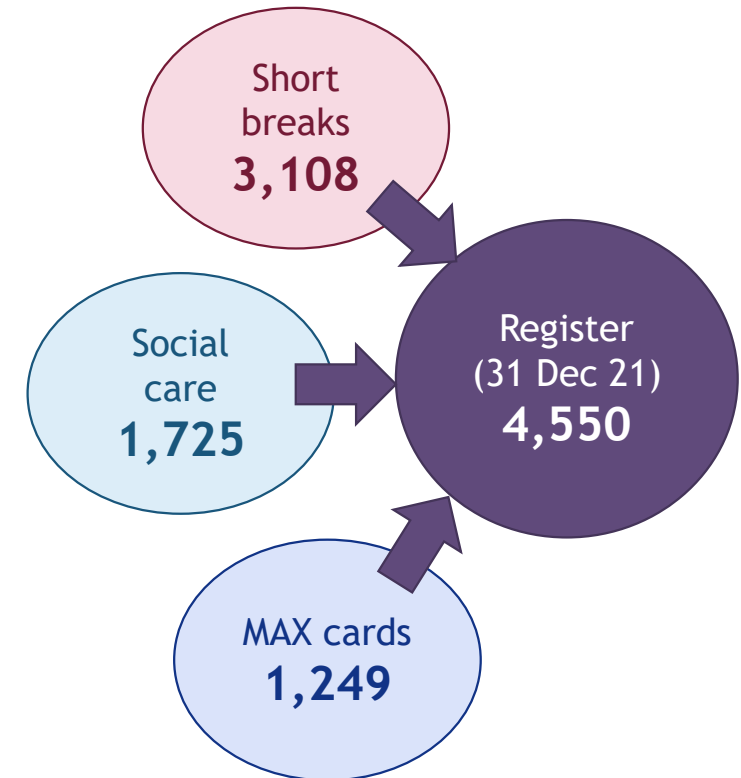 Short
breaks
3,108
Social
care
1,725
MAX cards
1,249
Register
(31 Dec 21)
4,550